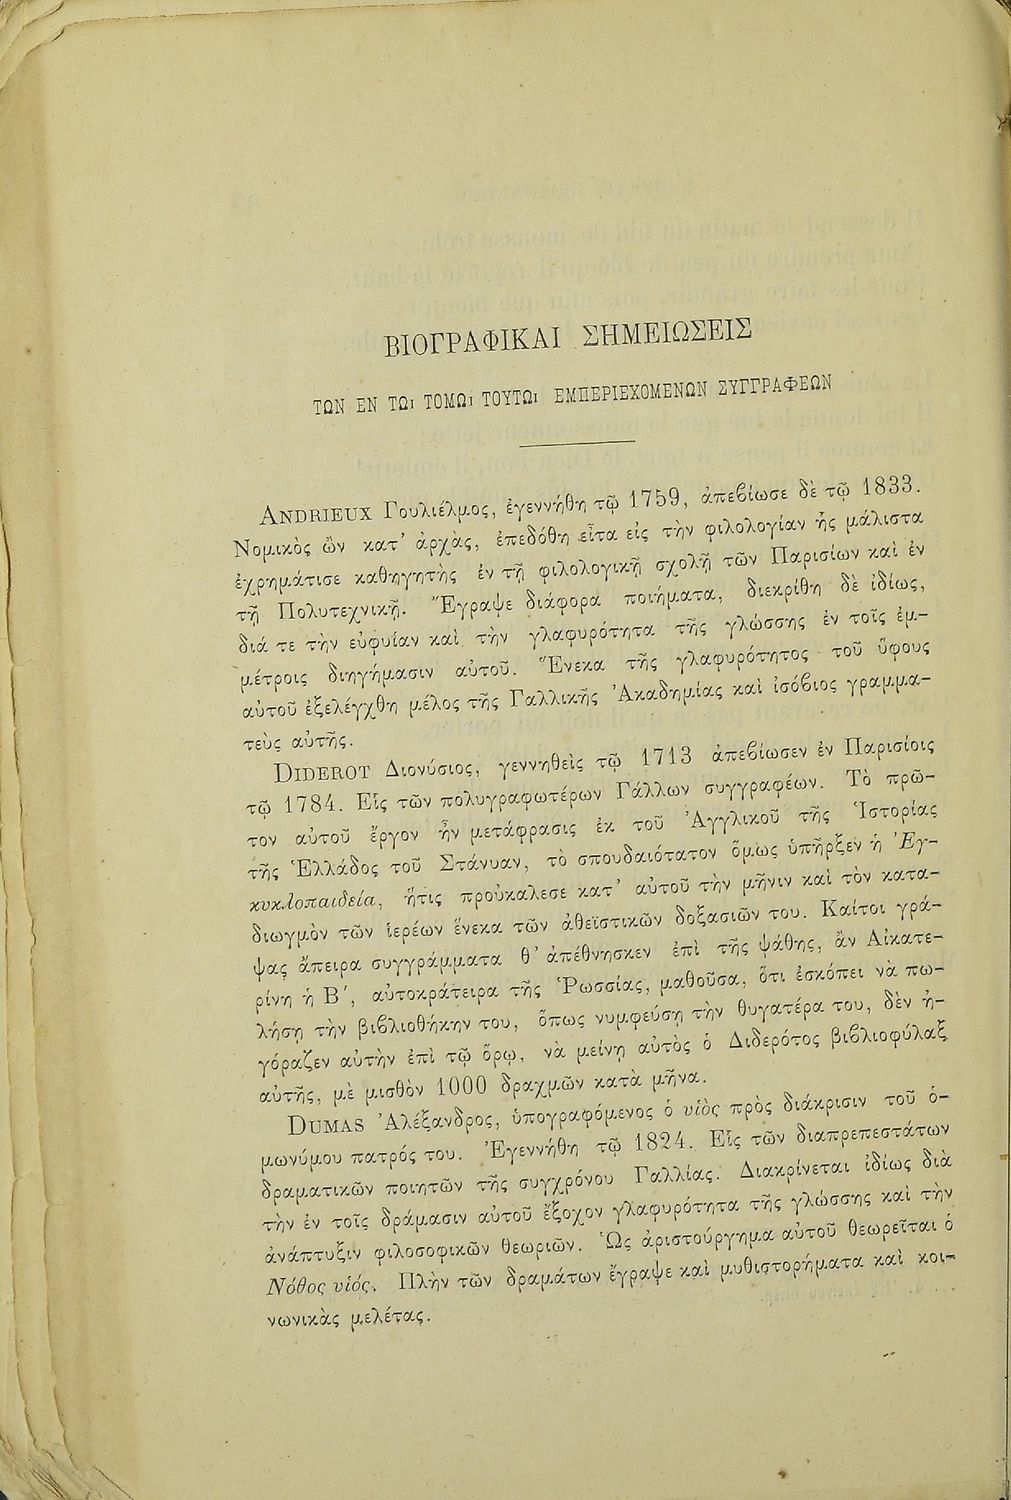 ΒΙΟΓΡΑΦΙΚΑΙ ΣΗΜΕΙΩΣΕΙΣ
ΤΩΝ ΕΝ ΤΩι ΤΟΜΩι ΤΟΥΤΩι ΕΜΠΕΡΙΕΧΟΜΕΝΩΝ ΣΥΓΓΡΑΦΕΩΝ
ANDRIEUX Γουλιέλμος, ἐγεννήθη τῷ 1759, ἀπεβίωσε δὲ τῷ 1833.
Νομικὸς ὢν κατ’ ἀρχὰς, ἐπεδόθη εἶτα εἰς τὴν φιλολογίαν ἧς μάλιστα
ἐχρημάτισε καθηγητὴς ἐν τῇ φιλολογικῇ σχολῇ τῶν Παρισίων καὶ ἐν
τῇ Πολυτεχνικῇ. Ἔγραψε διάφορα ποιήματα, διεκρίθη δὲ ἰδίως,
διά τε τὴν εὐφυίαν καὶ τὴν γλαφυρότητα τῆς γλώσσης ἐν τοῖς ἐμ-
μέτροις διηγήμασιν αὐτοῦ. Ἕνεκα τῆς γλαφυρότητος τοῦ ὕφους
αὐτοῦ ἐξελέγχθη μέλος τῆς Γαλλικῆς Ἀκαδημίας καὶ ἰσόβιος γραμμα-
τεὺς αὐτῆς.
DIDEROT Διονύσιος, γεννηθεὶς τῷ 1713 ἀπεβίωσεν ἐν Παρισίοις
τῷ 1784. Εἷς τῶν πολυγραφωτέρων Γάλλων συγγραφέων. Τὸ πρῶ-
τον αὐτοῦ ἔργον ἦν μετάφρασις ἐκ τοῦ Ἀγγλικοῦ τῆς Ἱστορίας
τῆς Ἑλλάδος τοῦ Στάνυαν, τὸ σπουδαιότατον ὅμως ὑπῆρξεν ἡ Ἐγ-
κυκλοπαιδεία, ἥτις προὐκαλεσε κατ’ αὐτοῦ τὴν μῆνιν καὶ τὸν κατα-
διωγμὸν τῶν ἱερέων ἕνεκα τῶν ἀθεϊστικῶν δοξασιῶν του. Καίτοι γρά-
ψας ἄπειρα συγγράμματα θ’ ἀπέθνησκεν ἐπὶ τῆς ψάθης, ἂν Αἰκατε-
ρίνη ἡ Β΄, αὐτοκράτειρα τῆς Ῥωσσίας, μαθοῦσα, ὅτι ἐσκόπει νὰ πω-
λήσῃ τὴν βιβλιοθήκην του, ὅπως νυμφεύσῃ τὴν θυγατέρα του, δὲν ἠ-
γόραζεν αὐτὴν ἐπὶ τῷ ὅρῳ, νὰ μείνῃ αὐτὸς ὁ Διδερότος βιβλιοφύλαξ
αὐτῆς, μὲ μισθὸν 1000 δραχμῶν κατὰ μῆνα.
DUMAS Ἀλέξανδρος, ὑπογραφόμενος ὁ υἱὸς πρὸς διάκρισιν τοῦ ὁ-
μωνύμου πατρός του. Ἐγεννήθη τῷ 1824. Εἷς τῶν διαπρεπεστάτων
δραματικῶν ποιητῶν τῆς συγχρόνου Γαλλίας. Διακρίνεται ἰδίως διὰ
τὴν ἐν τοῖς δράμασιν αὐτοῦ ἔξοχον γλαφυρότητα τῆς γλώσσης καὶ τὴν
ἀνάπτυξιν φιλοσοφικῶν θεωριῶν. Ὡς ἀριστούργημα αὐτοῦ θεωρεῖται ὁ
Νόθος υἱός. Πλὴν τῶν δραμάτων ἔγραψε καὶ μυθιστορήματα καὶ κοι-
νωνικὰς μελέτας.